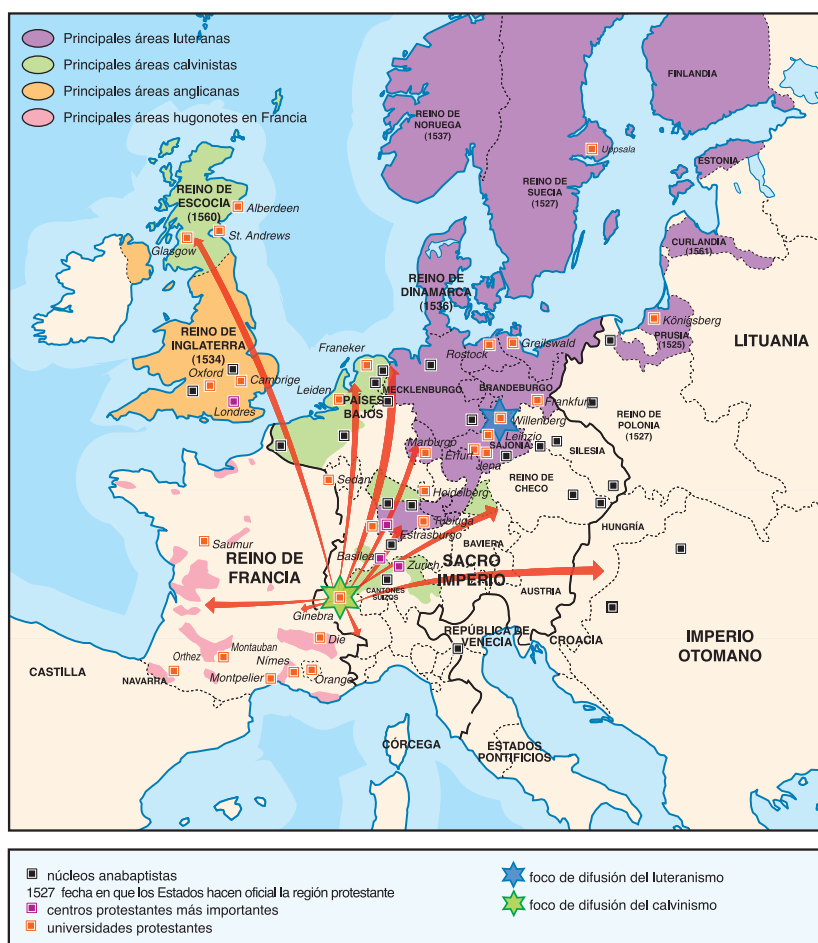 Principales áreas luteranas
Principales áreas calvinistas
Principales áreas anglicanas
Principales áreas hugonotes en Francia
FINLANDIA
REINO DE
NORUEGA
(1537)
Uppsala
ESTONIA
REINO DE
SUECIA
(1527)
REINO DE
ESCOCIA
(1560)
Alberdeen
St. Andrews
Glasgow
CURLANDIA
(1561)
REINO DE
DINAMARCA
(1536)
Königsberg
PRUSIA
(1525)
LITUANIA
REINO DE
INGLATERRA
(1534)
Oxford
Cambrige
Londres
Franeker
Rostock
Greilswald
MECKLENBURGO
BRANDEBURGO
Leiden
PAÍSES
BAJOS
Frankfurt
Willenberg
REINO DE
POLONIA
(1527)
Marburgo
Erfurt
Leinzio
SAJONIA
Jena
SILESIA
Sedan
Heidelberg
REINO DE
CHECO
Tubiuga
Estrasburgo
HUNGRÍA
Saumur
BAVIERA
Basilea
Zurich
SACRO
IMPERIO
REINO DE
FRANCIA
CANTONES
SUIZOS
AUSTRIA
Ginebra
Die
REPÚBLICA DE
VENECIA
CROACIA
IMPERIO
OTOMANO
Orthez
Montauban
Nímes
CASTILLA
NAVARRA
Montpelier
Orange
CÓRCEGA
ESTADOS
PONTIFICIOS
núcleos anabaptistas
1527 fecha en que los Estados hacen oficial la región protestante
centros protestantes más importantes
universidades protestantes
foco de difusión del luteranismo
foco de difusión del calvinismo